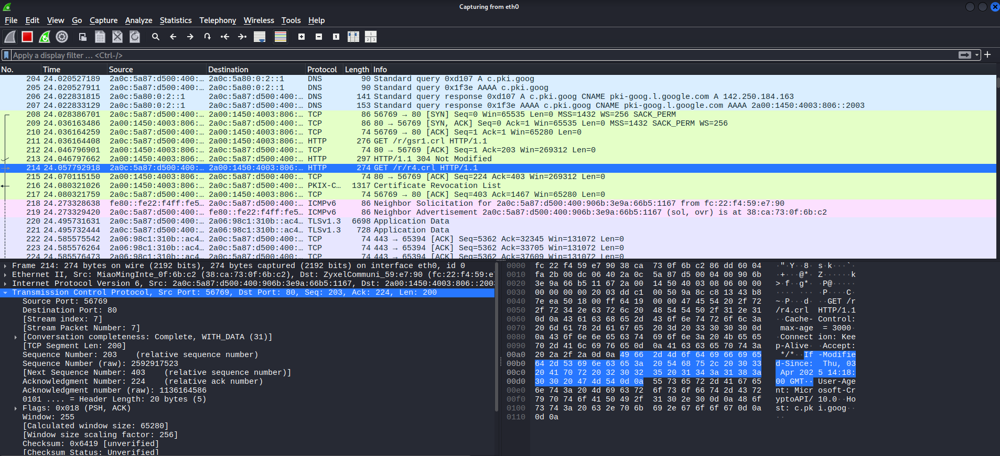 Capturing from eth0
File Edit View Go Capture Analyze Statistics Telephony Wireless Tools Help
Apply a display filter … <Ctrl-/>
No. Time Source Destination Protocol Length Info
204 24.020527189 2a0c:5a87:d500:400:… 2a0c:5a80:0:2::1 DNS 90 Standard query 0xd107 A c.pki.goog
205 24.020527911 2a0c:5a87:d500:400:… 2a0c:5a80:0:2::1 DNS 90 Standard query 0x1f3e AAAA c.pki.goog
206 24.022831815 2a0c:5a80:0:2::1 2a0c:5a87:d500:400:… DNS 141 Standard query response 0xd107 A c.pki.goog CNAME pki-goog.l.google.com A 142.250.184.163
207 24.022833129 2a0c:5a80:0:2::1 2a0c:5a87:d500:400:… DNS 153 Standard query response 0x1f3e AAAA c.pki.goog CNAME pki-goog.l.google.com AAAA 2a00:1450:4003:806::2003
208 24.028386701 2a0c:5a87:d500:400:… 2a00:1450:4003:806:… TCP 86 56769 → 80 [SYN] Seq=0 Win=65535 Len=0 MSS=1432 WS=256 SACK_PERM
209 24.036163486 2a00:1450:4003:806:… 2a0c:5a87:d500:400:… TCP 86 80 → 56769 [SYN, ACK] Seq=0 Ack=1 Win=65535 Len=0 MSS=1432 SACK_PERM WS=256
210 24.036164259 2a0c:5a87:d500:400:… 2a00:1450:4003:806:… TCP 74 56769 → 80 [ACK] Seq=1 Ack=1 Win=65280 Len=0
211 24.036164408 2a0c:5a87:d500:400:… 2a00:1450:4003:806:… HTTP 276 GET /r/gsr1.crl HTTP/1.1
212 24.046796901 2a00:1450:4003:806:… 2a0c:5a87:d500:400:… TCP 74 80 → 56769 [ACK] Seq=1 Ack=203 Win=269312 Len=0
213 24.046797662 2a00:1450:4003:806:… 2a0c:5a87:d500:400:… HTTP 297 HTTP/1.1 304 Not Modified
214 24.057792918 2a0c:5a87:d500:400:… 2a00:1450:4003:806:… HTTP 274 GET /r/r4.crl HTTP/1.1
215 24.070115150 2a00:1450:4003:806:… 2a0c:5a87:d500:400:… TCP 74 80 → 56769 [ACK] Seq=224 Ack=403 Win=269312 Len=0
216 24.080321026 2a00:1450:4003:806:… 2a0c:5a87:d500:400:… PKIX-C… 1317 Certificate Revocation List
217 24.080321759 2a0c:5a87:d500:400:… 2a00:1450:4003:806:… TCP 74 56769 → 80 [ACK] Seq=403 Ack=1467 Win=65280 Len=0
218 24.273328638 fe80::fe22:f4ff:fe5… 2a0c:5a87:d500:400:… ICMPv6 86 Neighbor Solicitation for 2a0c:5a87:d500:400:906b:3e9a:66b5:1167 from fc:22:f4:59:e7:90
219 24.273329420 2a0c:5a87:d500:400:… fe80::fe22:f4ff:fe5… ICMPv6 86 Neighbor Advertisement 2a0c:5a87:d500:400:906b:3e9a:66b5:1167 (sol, ovr) is at 38:ca:73:0f:6b:c2
220 24.495731631 2a0c:5a87:d500:400:… 2a06:98c1:310b::ac4… TLSv1.3 6698 Application Data
221 24.495732444 2a0c:5a87:d500:400:… 2a06:98c1:310b::ac4… TLSv1.3 728 Application Data
222 24.585575542 2a06:98c1:310b::ac4… 2a0c:5a87:d500:400:… TCP 74 443 → 65394 [ACK] Seq=5362 Ack=32345 Win=131072 Len=0
223 24.585576264 2a06:98c1:310b::ac4… 2a0c:5a87:d500:400:… TCP 74 443 → 65394 [ACK] Seq=5362 Ack=33705 Win=131072 Len=0
224 24.585576473 2a06:98c1:310b::ac4… 2a0c:5a87:d500:400:… TCP 74 443 → 65394 [ACK] Seq=5362 Ack=37609 Win=131072 Len=0
Frame 214: 274 bytes on wire (2192 bits), 274 bytes captured (2192 bits) on interface eth0, id 0
Ethernet II, Src: MiaoMingInte_0f:6b:c2 (38:ca:73:0f:6b:c2), Dst: ZyxelCommuni_59:e7:90 (fc:22:f4:59:e
Internet Protocol Version 6, Src: 2a0c:5a87:d500:400:906b:3e9a:66b5:1167, Dst: 2a00:1450:4003:806::2003
Transmission Control Protocol, Src Port: 56769, Dst Port: 80, Seq: 203, Ack: 224, Len: 200
Source Port: 56769
Destination Port: 80
[Stream index: 7]
[Stream Packet Number: 7]
[Conversation completeness: Complete, WITH_DATA (31)]
[TCP Segment Len: 200]
Sequence Number: 203 (relative sequence number)
Sequence Number (raw): 2592917523
[Next Sequence Number: 403 (relative sequence number)]
Acknowledgment Number: 224 (relative ack number)
Acknowledgment number (raw): 1136164586
0101 .... = Header Length: 20 bytes (5)
Flags: 0x018 (PSH, ACK)
Window: 255
[Calculated window size: 65280]
[Window size scaling factor: 256]
Checksum: 0x6419 [unverified]
[Checksum Status: Unverified]
0000 fc 22 f4 59 e7 90 38 ca 73 0f 6b c2 86 dd 60 04 ·"·Y··8· s·k···`·
0010 fa 2b 00 dc 06 40 2a 0c 5a 87 d5 00 04 00 90 6b ·+···@*· Z······k
0020 3e 9a 66 b5 11 67 2a 00 14 50 40 03 08 06 00 00 >·f··g*· ·P@·····
0030 00 00 00 00 20 03 dd c1 00 50 9a 8c c8 13 43 b8 ···· ··· ·P····C·
0040 7e ea 50 18 00 ff 64 19 00 00 47 45 54 20 2f 72 ~·P···d· ··GET /r
0050 2f 72 34 2e 63 72 6c 20 48 54 54 50 2f 31 2e 31 /r4.crl HTTP/1.1
0060 0d 0a 43 61 63 68 65 2d 43 6f 6e 74 72 6f 6c 3a ··Cache- Control:
0070 20 6d 61 78 2d 61 67 65 20 3d 20 33 30 30 30 0d max-age = 3000·
0080 0a 43 6f 6e 6e 65 63 74 69 6f 6e 3a 20 4b 65 65 ·Connect ion: Kee
0090 70 2d 41 6c 69 76 65 0d 0a 41 63 63 65 70 74 3a p-Alive· ·Accept:
00a0 20 2a 2f 2a 0d 0a 49 66 2d 4d 6f 64 69 66 69 65 */*··If -Modifie
00b0 64 2d 53 69 6e 63 65 3a 20 54 68 75 2c 20 30 33 d-Since: Thu, 03
00c0 20 41 70 72 20 32 30 32 35 20 31 34 3a 31 38 3a Apr 202 5 14:18:
00d0 30 30 20 47 4d 54 0d 0a 55 73 65 72 2d 41 67 65 00 GMT·· User-Age
00e0 6e 74 3a 20 4d 69 63 72 6f 73 6f 66 74 2d 43 72 nt: Micr osoft-Cr
00f0 79 70 74 6f 41 50 49 2f 31 30 2e 30 0d 0a 48 6f yptoAPI/ 10.0··Ho
0100 73 74 3a 20 63 2e 70 6b 69 2e 67 6f 6f 67 0d 0a st: c.pk i.goog··
0110 0d 0a ··